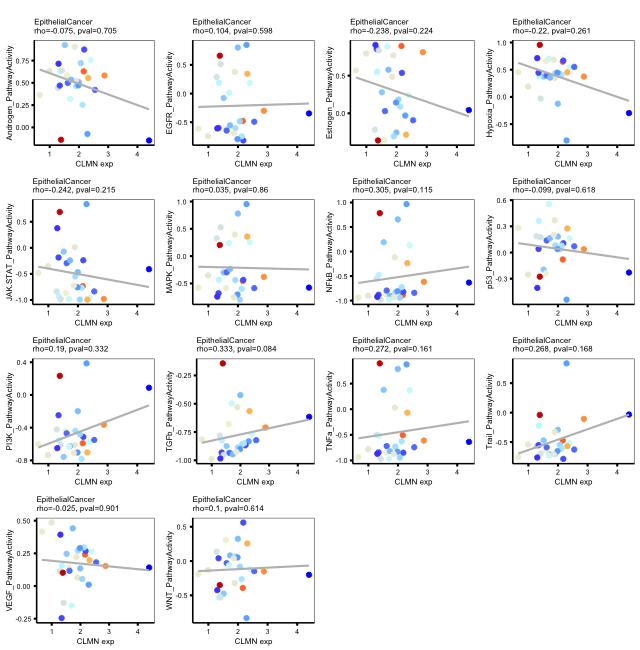 EpithelialCancer
rho=-0.075, pval=0.705
Androgen_PathwayActivity
0.75
0.50
0.25
0.00
1 2 3 4
CLMN exp
EpithelialCancer
rho=0.104, pval=0.598
EGFR_PathwayActivity
1.0
0.5
0.0
-0.5
1 2 3 4
CLMN exp
EpithelialCancer
rho=-0.238, pval=0.224
Estrogen_PathwayActivity
0.5
0.0
1 2 3 4
CLMN exp
EpithelialCancer
rho=-0.22, pval=0.261
Hypoxia_PathwayActivity
1.0
0.5
0.0
-0.5
1 2 3 4
CLMN exp
EpithelialCancer
rho=-0.242, pval=0.215
JAK-STAT_PathwayActivity
0.5
0.0
-0.5
-1.0
1 2 3 4
CLMN exp
EpithelialCancer
rho=0.035, pval=0.86
MAPK_PathwayActivity
1.0
0.5
0.0
-0.5
1 2 3 4
CLMN exp
EpithelialCancer
rho=0.305, pval=0.115
NFkB_PathwayActivity
1.0
0.5
0.0
-0.5
-1.0
1 2 3 4
CLMN exp
EpithelialCancer
rho=-0.099, pval=0.618
p53_PathwayActivity
0.6
0.3
0.0
-0.3
1 2 3 4
CLMN exp
EpithelialCancer
rho=0.19, pval=0.332
PI3K_PathwayActivity
0.4
0.0
-0.4
-0.8
1 2 3 4
CLMN exp
EpithelialCancer
rho=0.333, pval=0.084
TGFb_PathwayActivity
-0.25
-0.50
-0.75
-1.00
1 2 3 4
CLMN exp
EpithelialCancer
rho=0.272, pval=0.161
TNFa_PathwayActivity
1.0
0.5
0.0
-0.5
-1.0
1 2 3 4
CLMN exp
EpithelialCancer
rho=0.268, pval=0.168
Trail_PathwayActivity
0.5
0.0
-0.5
1 2 3 4
CLMN exp
EpithelialCancer
rho=-0.025, pval=0.901
VEGF_PathwayActivity
0.50
0.25
0.00
-0.25
1 2 3 4
CLMN exp
EpithelialCancer
rho=0.1, pval=0.614
WNT_PathwayActivity
0.5
0.0
-0.5
1 2 3 4
CLMN exp